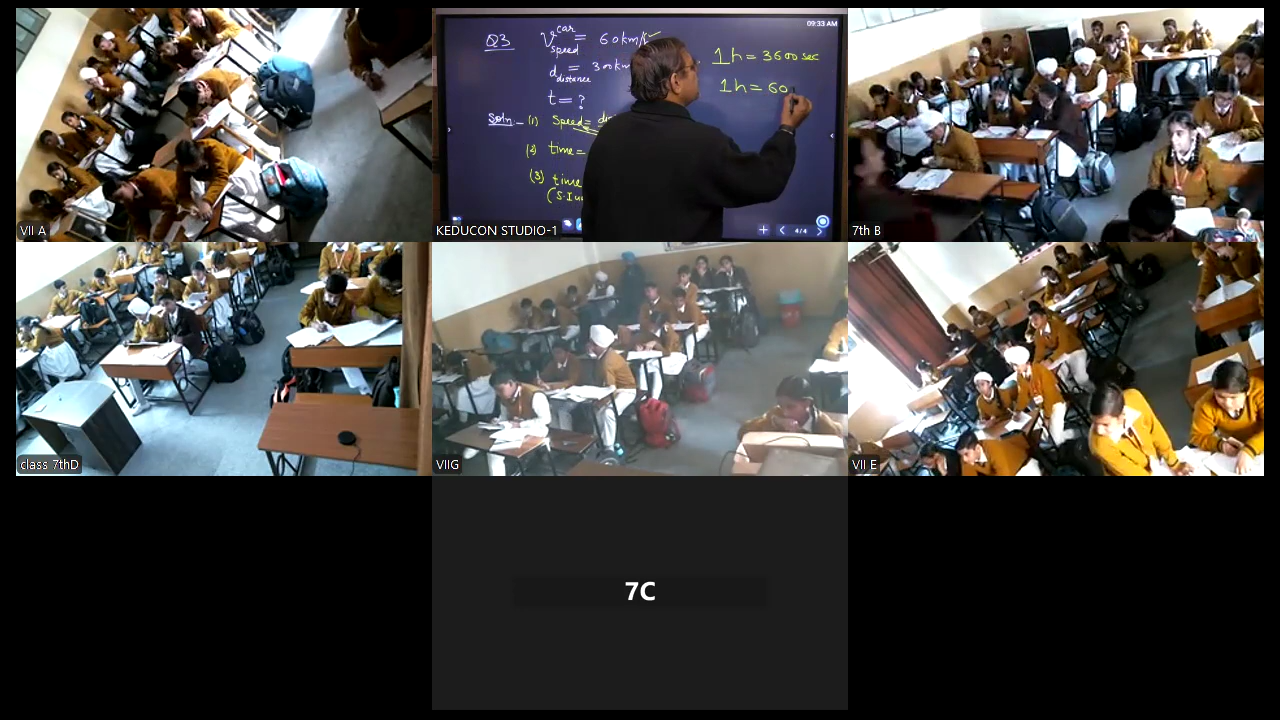 09:33 AM
Q3 V car speed = 60km/
d distance = 300km
t = ?
Soln.- (1) Speed =
(2) time =
(3) time
(S.I
1h = 3600 sec
1h = 60
4/4
VII A
KEDUCON STUDIO-1
7th B
class 7thD
VIIG
VII E
7C